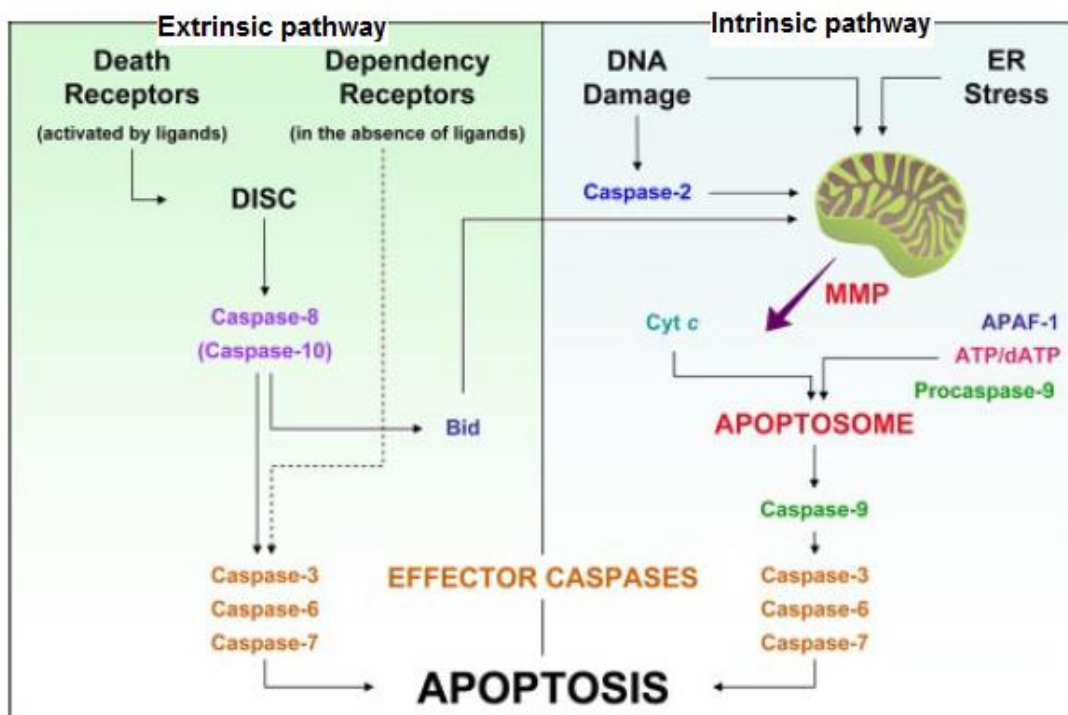 Extrinsic pathway
Intrinsic pathway
Death
Receptors
(activated by ligands)
Dependency
Receptors
(in the absence of ligands)
DISC
Caspase-8
(Caspase-10)
Bid
Caspase-3
Caspase-6
Caspase-7
DNA
Damage
ER
Stress
Caspase-2
MMP
Cyt c
APAF-1
ATP/dATP
Procaspase-9
APOPTOSOME
Caspase-9
EFFECTOR CASPASES
Caspase-3
Caspase-6
Caspase-7
APOPTOSIS